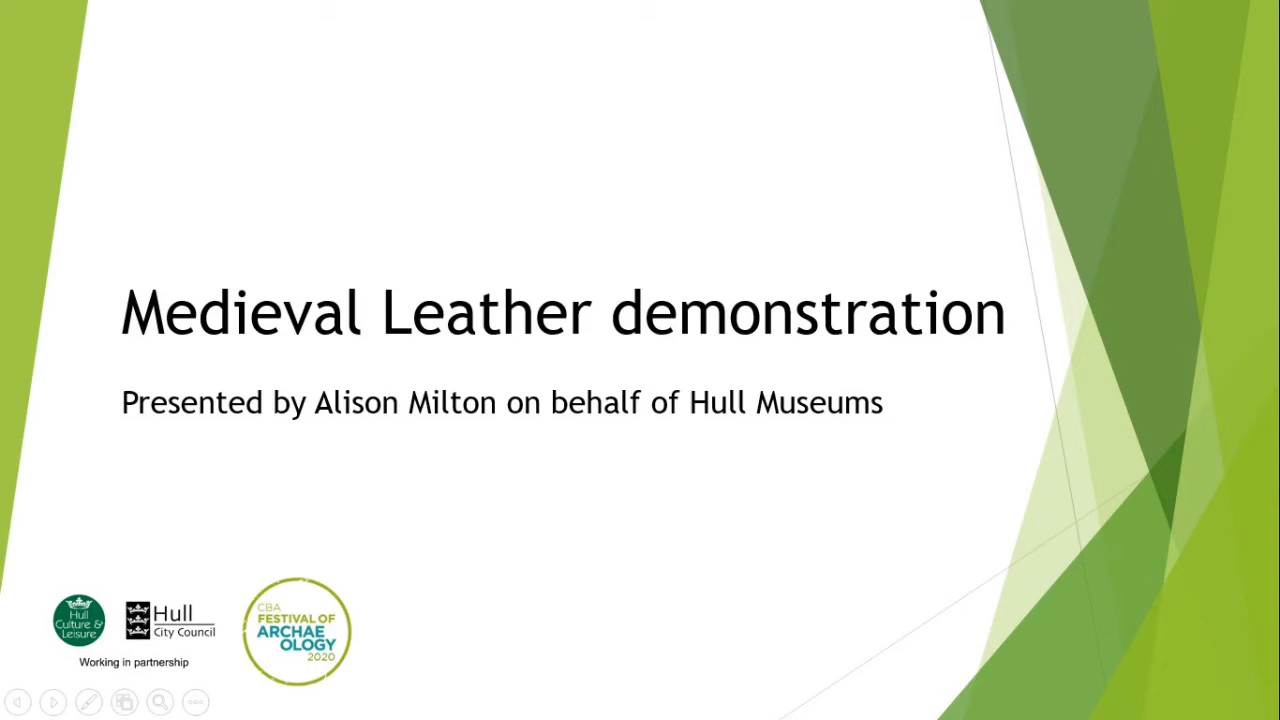 Medieval Leather demonstration
Presented by Alison Milton on behalf of Hull Museums
Hull
Culture &
Leisure
Hull
City Council
Working in partnership
CBA
FESTIVAL OF
ARCHAE
OLOGY
2020